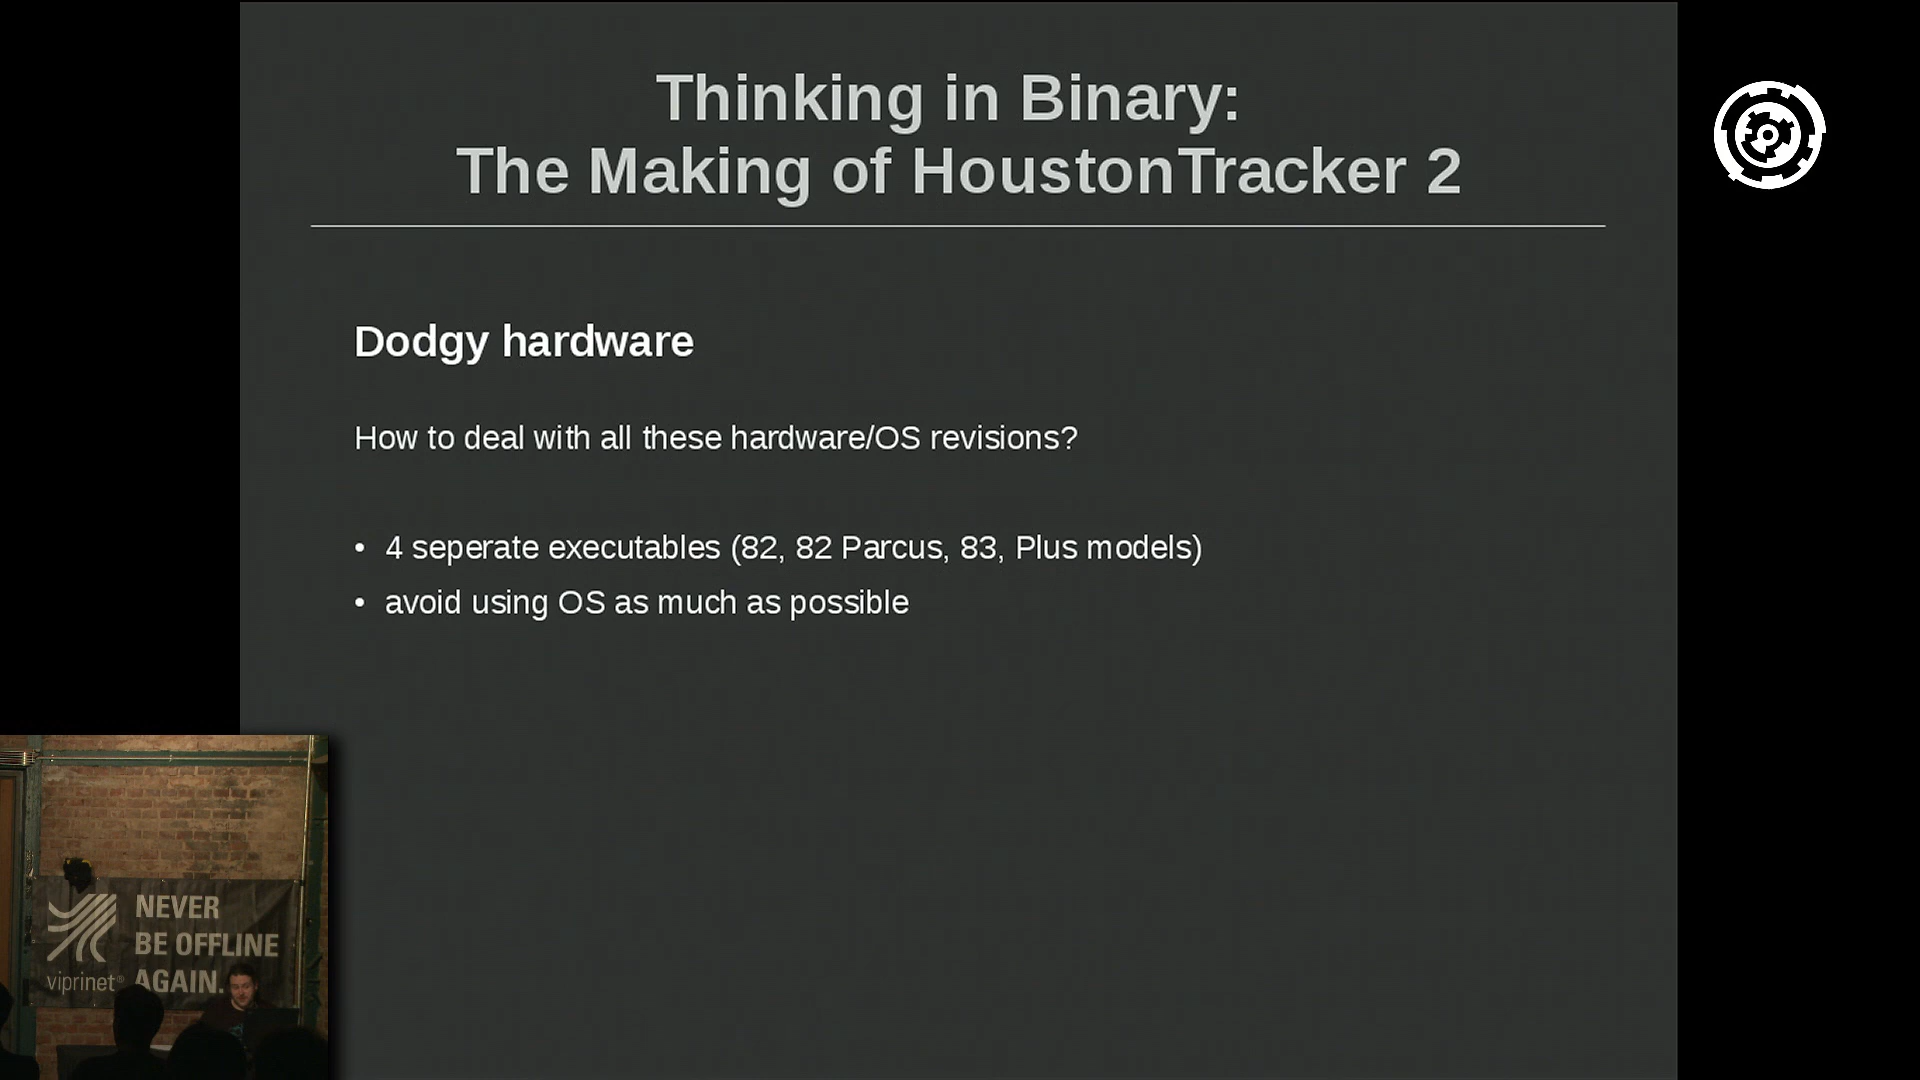 Thinking in Binary:
The Making of HoustonTracker 2
Dodgy hardware
How to deal with all these hardware/OS revisions?
• 4 seperate executables (82, 82 Parcus, 83, Plus models)
• avoid using OS as much as possible
NEVER
BE OFFLINE
AGAIN.
viprinet®